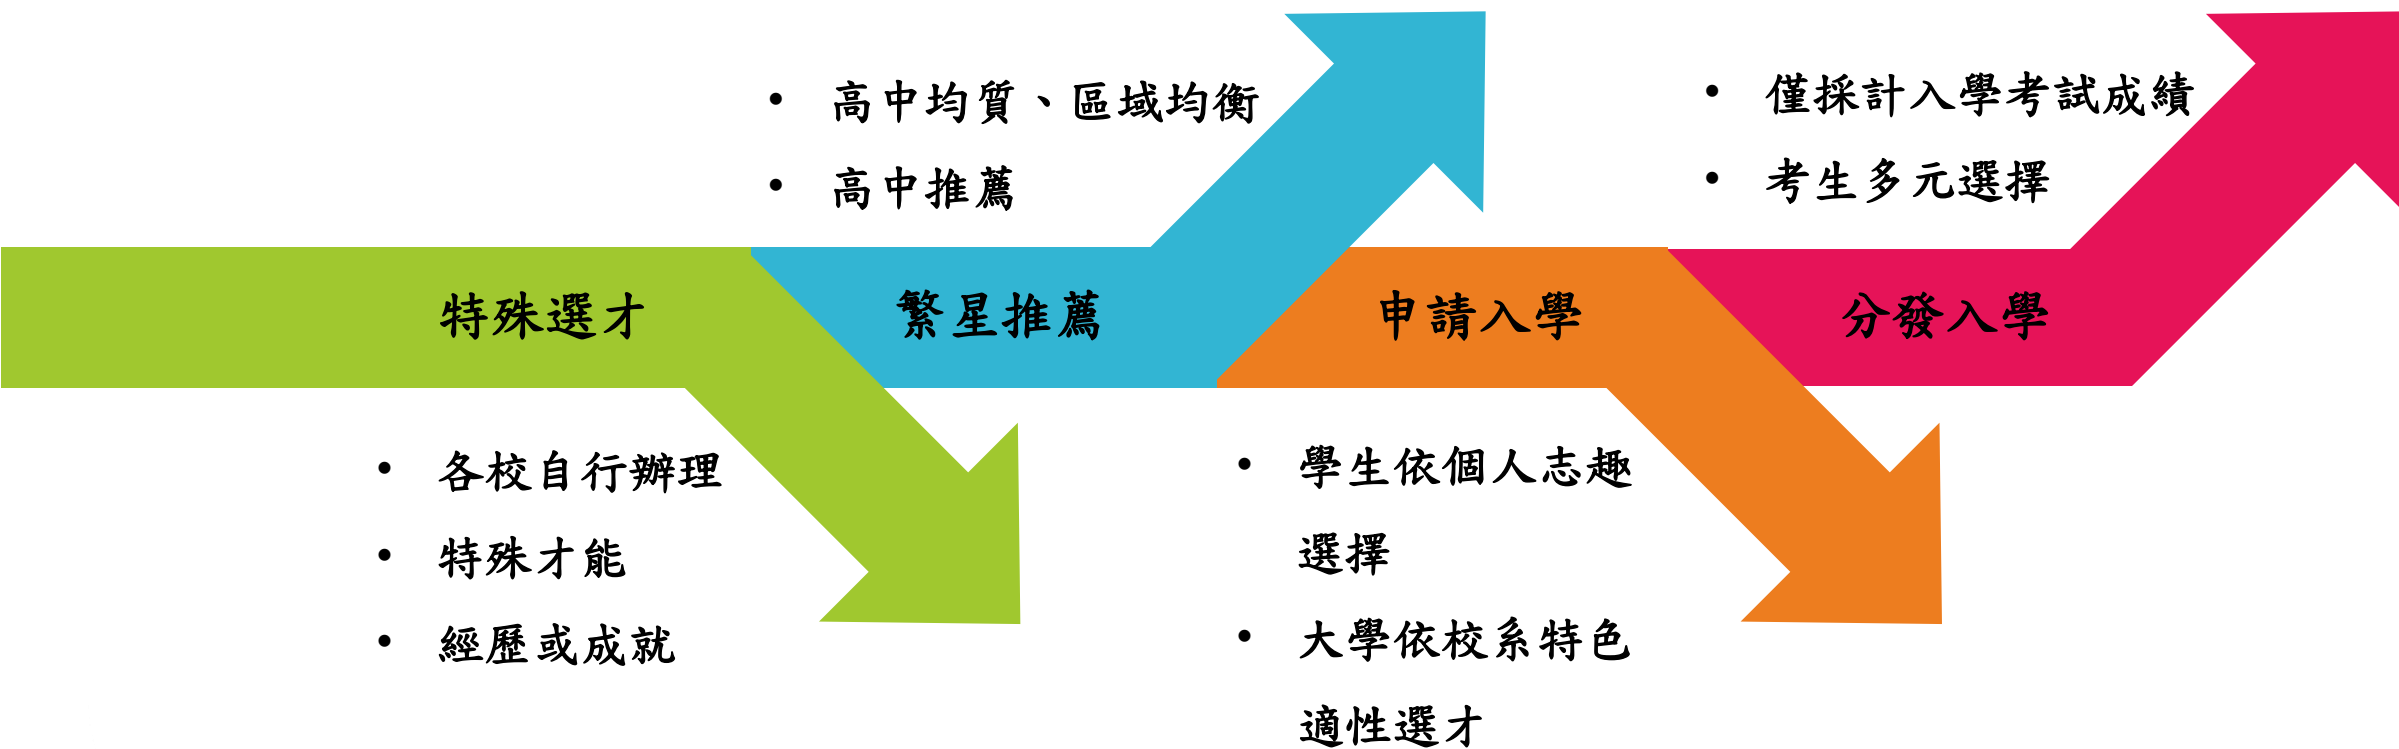 • 高中均質、區域均衡
• 高中推薦
• 僅採計入學考試成績
• 考生多元選擇
特殊選才
繁星推薦
申請入學
分發入學
• 各校自行辦理
• 特殊才能
• 經歷或成就
• 學生依個人志趣
選擇
• 大學依校系特色
適性選才